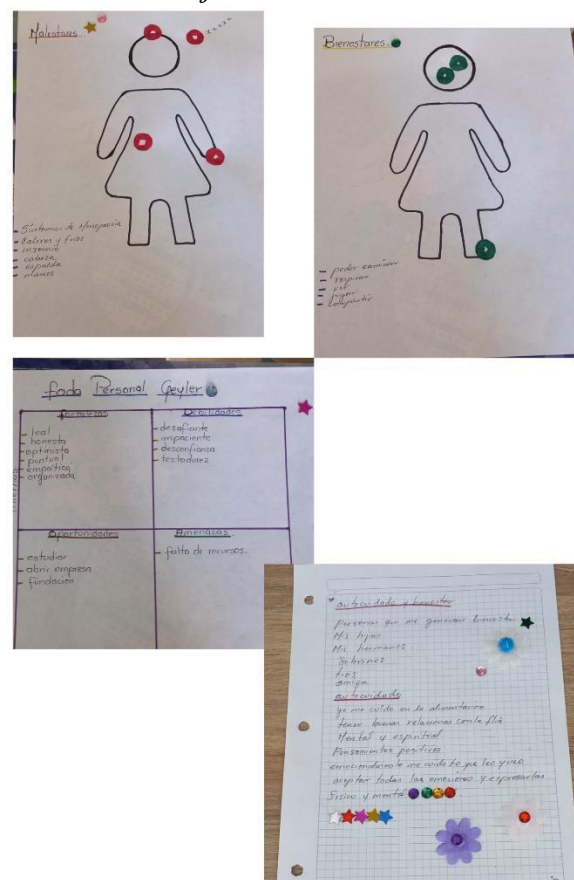 Malestares
xxxxx
- Síntomas de menopausia
- Calores y fríos
- insomnio
- cabeza
- espalda
- manos
Bienestares.
- poder caminar
- respirar
- ver
- jugar
- compartir
foda Personal Geyler
Fortalezas
- leal
- honesta
- optimista
- puntual
- empática
- organizada
Debilidades
- desafiante
- impaciente
- desconfianza
- testarudez
Oportunidades
- estudiar
- abrir empresa
- fundación
Amenazas
- falta de recursos.
* autocuidado y bienestar
Personas que me generan bienestar
Mis hijos
Mis hermanos
Sobrinos
tíos
amiga
autocuidado
yo me cuido en la alimentación
tener buenas relaciones con la flia
Mental y espiritual
Pensamientos positivos
emocionalmente me cuido lo que leo y veo
aceptar todas las emociones y expresarlas
Físico y mental